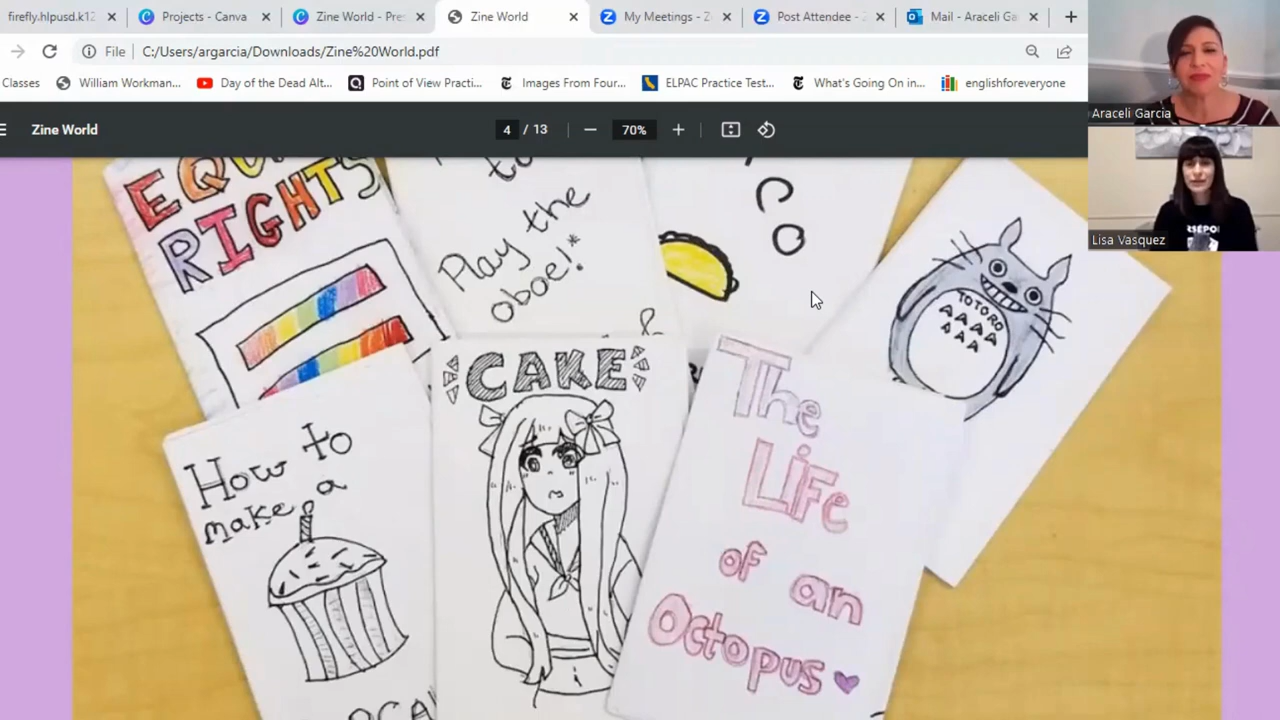 firefly.hlpusd.k12
Projects - Canva
Zine World - Pre
Zine World
My Meetings - Z
Post Attendee -
Mail - Araceli Ga
File
C:/Users/argarcia/Downloads/Zine%20World.pdf
Classes
William Workman...
Day of the Dead Alt...
Point of View Practi...
Images From Four...
ELPAC Practice Test...
What's Going On in...
englishforeveryone
Zine World
4 / 13
70%
Araceli Garcia
Lisa Vasquez
RIGHTS
to
Play the
oboe!*
C
O
TOTORO
How to
make a
CAKE
The
Life
of an
Octopus